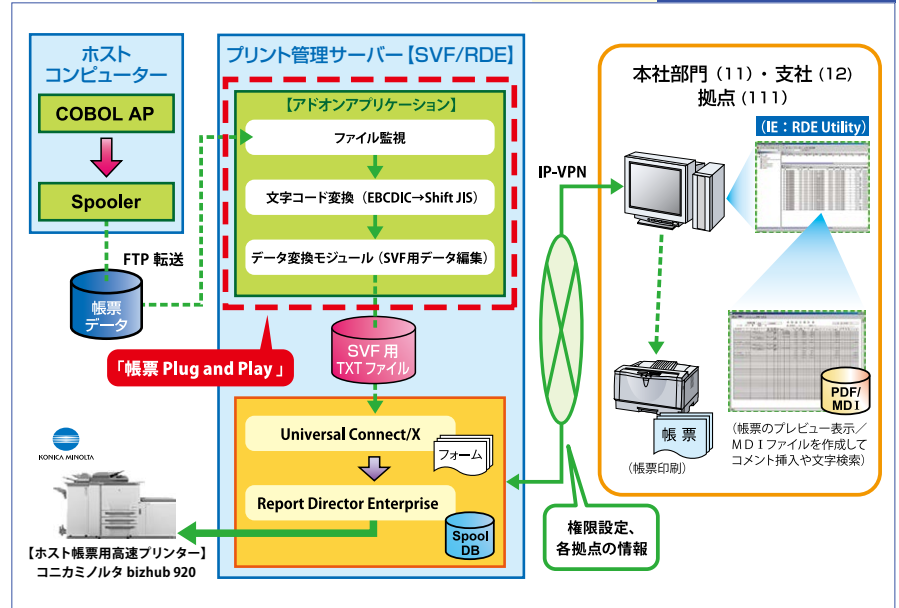 ホスト
コンピューター
COBOL AP
Spooler
FTP 転送
帳票
データ
プリント管理サーバー【SVF/RDE】
【アドオンアプリケーション】
ファイル監視
文字コード変換（EBCDIC→Shift JIS）
データ変換モジュール（SVF用データ編集）
「帳票 Plug and Play」
SVF 用
TXT ファイル
Universal Connect/X
フォーム
Report Director Enterprise
Spool
DB
KONICA MINOLTA
【ホスト帳票用高速プリンター】
コニカミノルタ bizhub 920
IP-VPN
権限設定、
各拠点の情報
本社部門（11）・支社（12）
拠点（111）
（IE：RDE Utility）
帳 票
（帳票印刷）
PDF/
MDI
（帳票のプレビュー表示／
ＭＤＩファイルを作成して
コメント挿入や文字検索）